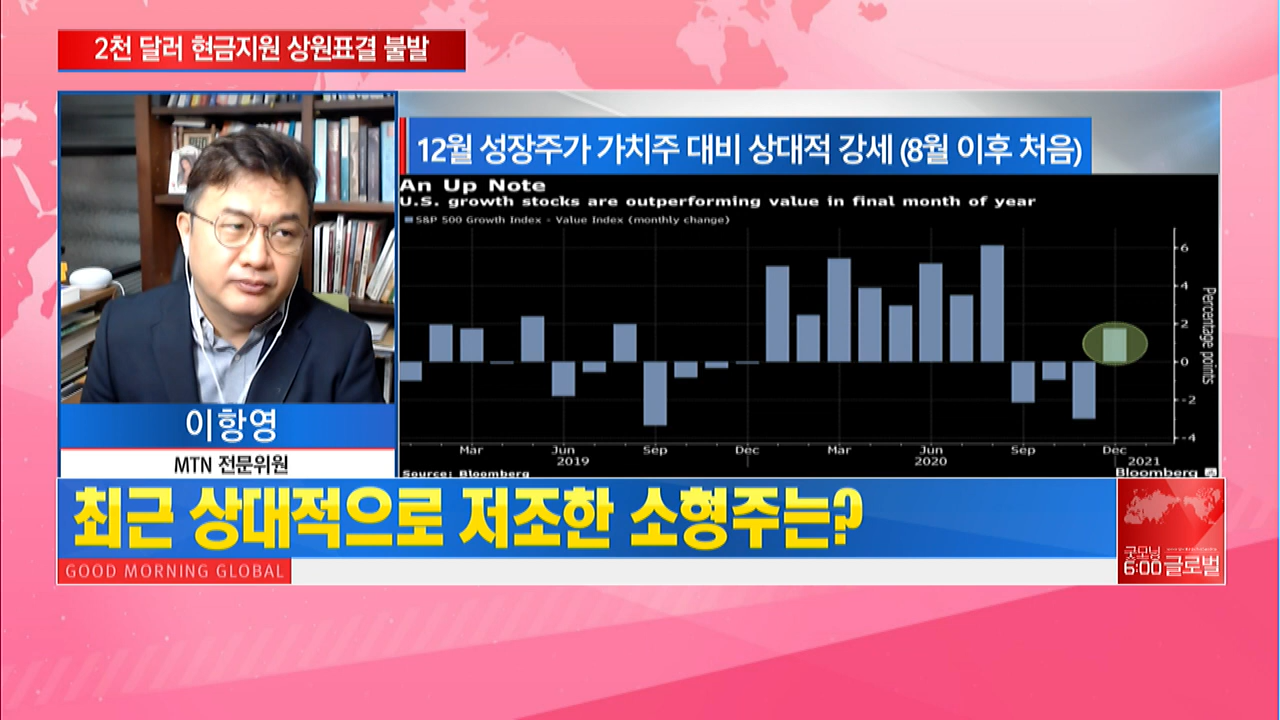 2천 달러 현금지원 상원표결 불발
12월 성장주가 가치주 대비 상대적 강세 (8월 이후 처음)
An Up Note
U.S. growth stocks are outperforming value in final month of year
S&P 500 Growth Index - Value Index (monthly change)
6
4
2
0
-2
-4
Percentage points
Mar Jun Sep Dec Mar Jun Sep Dec
2019 2020 2021
Source: Bloomberg
Bloomberg
이항영
MTN 전문위원
최근 상대적으로 저조한 소형주는?
GOOD MORNING GLOBAL
굿모닝
6:00 글로벌